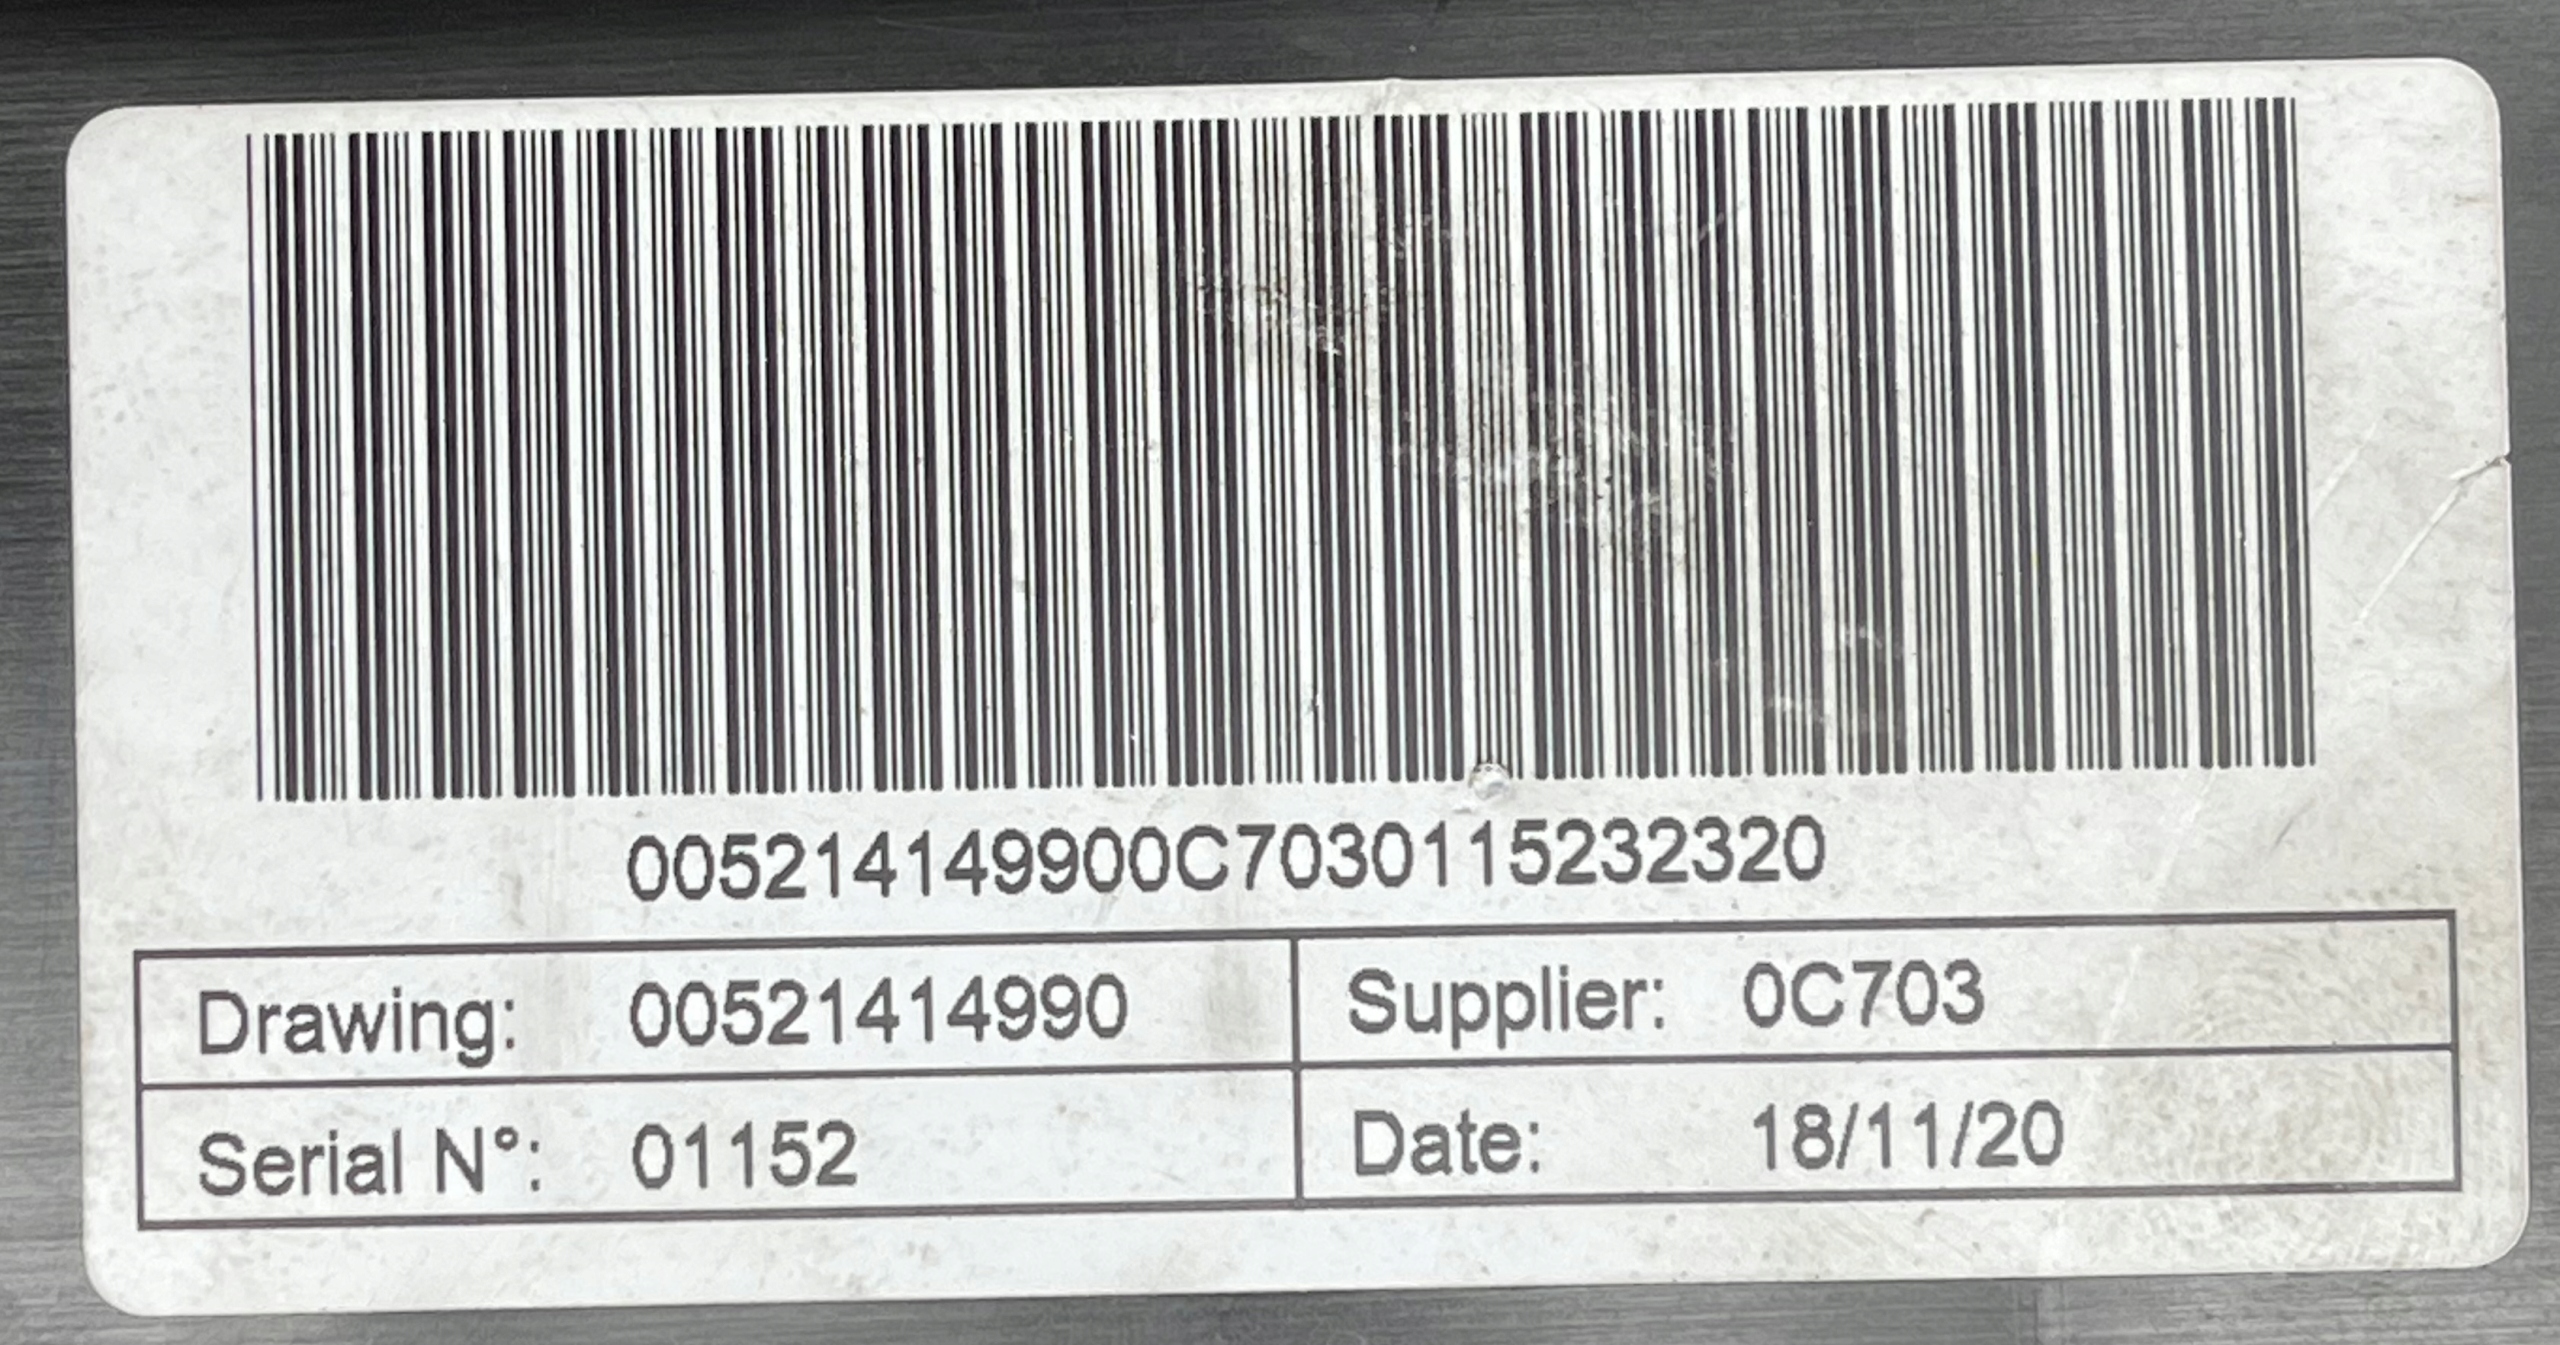 005214149900C7030115232320
Drawing: 00521414990 Supplier: 0C703
Serial N°: 01152 Date: 18/11/20